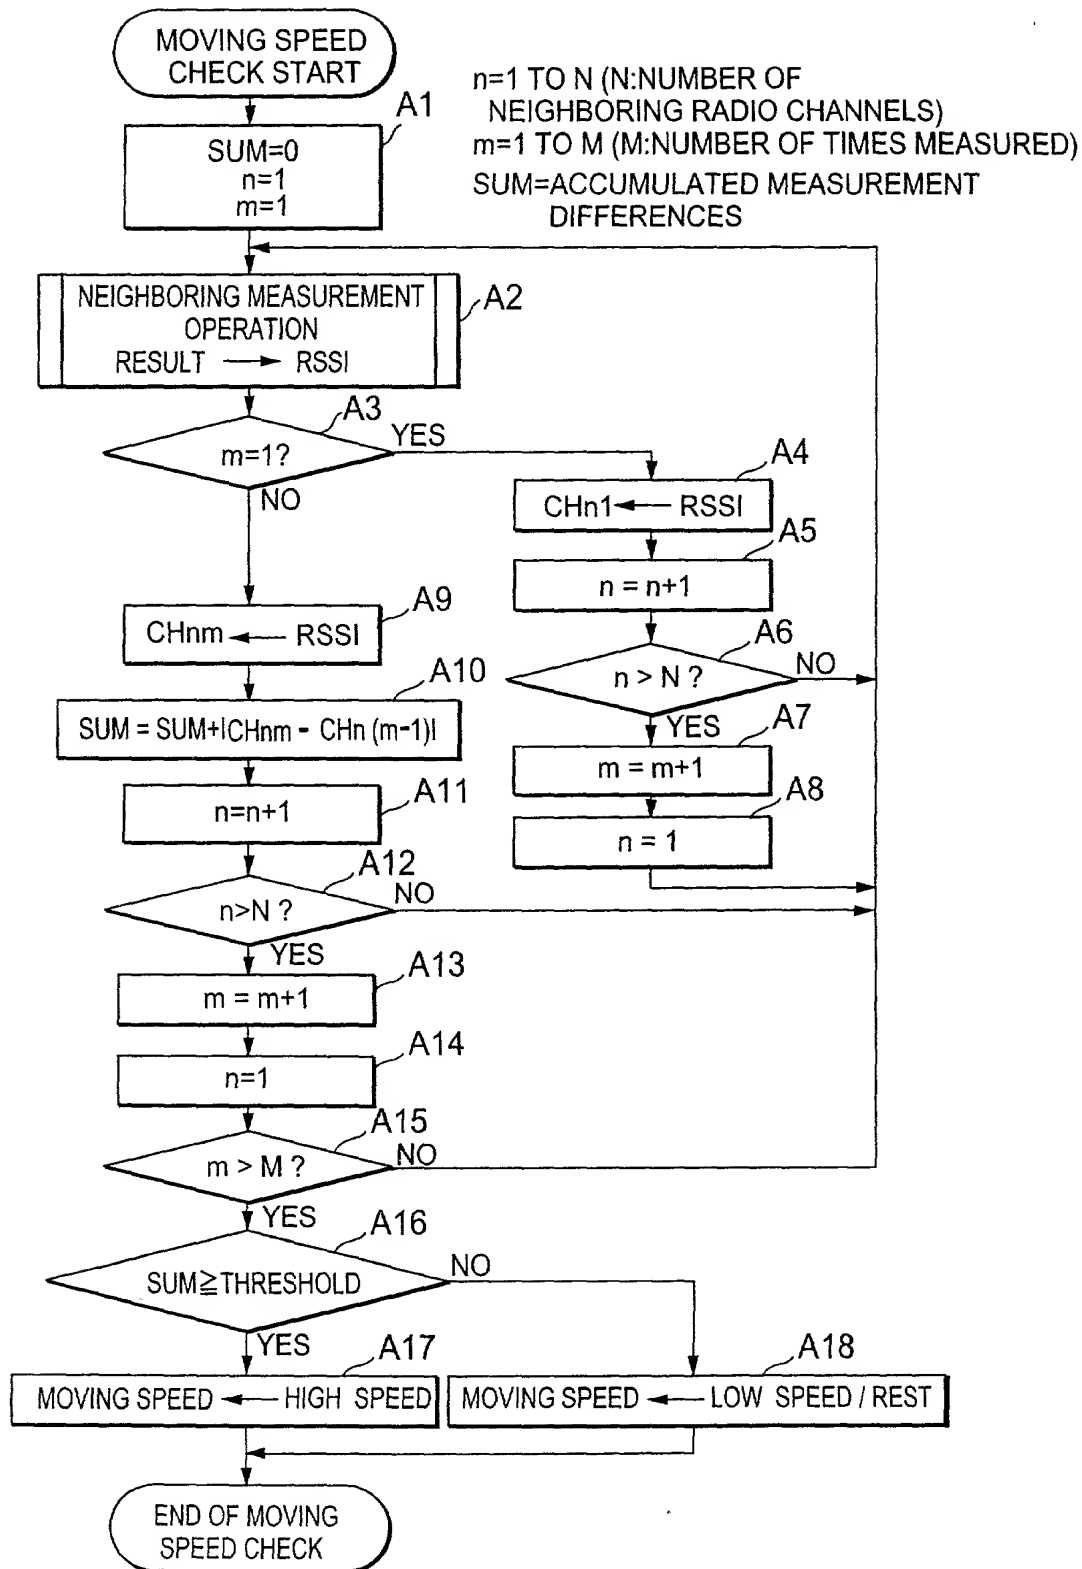 MOVING SPEED
CHECK START
n=1 TO N (N:NUMBER OF
NEIGHBORING RADIO CHANNELS)
m=1 TO M (M:NUMBER OF TIMES MEASURED)
SUM=ACCUMULATED MEASUREMENT
DIFFERENCES
A1
SUM=0
n=1
m=1
NEIGHBORING MEASUREMENT
OPERATION
RESULT → RSSI
A2
A3
m=1?
YES
NO
A4
CHn1 ← RSSI
A5
n = n+1
A6
n > N ?
NO
YES
A7
m = m+1
A8
n = 1
A9
CHnm ← RSSI
A10
SUM = SUM+|CHnm - CHn (m-1)|
A11
n=n+1
A12
n>N ?
NO
YES
A13
m = m+1
A14
n=1
A15
m > M ?
NO
YES
A16
SUM≧THRESHOLD
NO
YES
A17
MOVING SPEED ← HIGH SPEED
A18
MOVING SPEED ← LOW SPEED / REST
END OF MOVING
SPEED CHECK